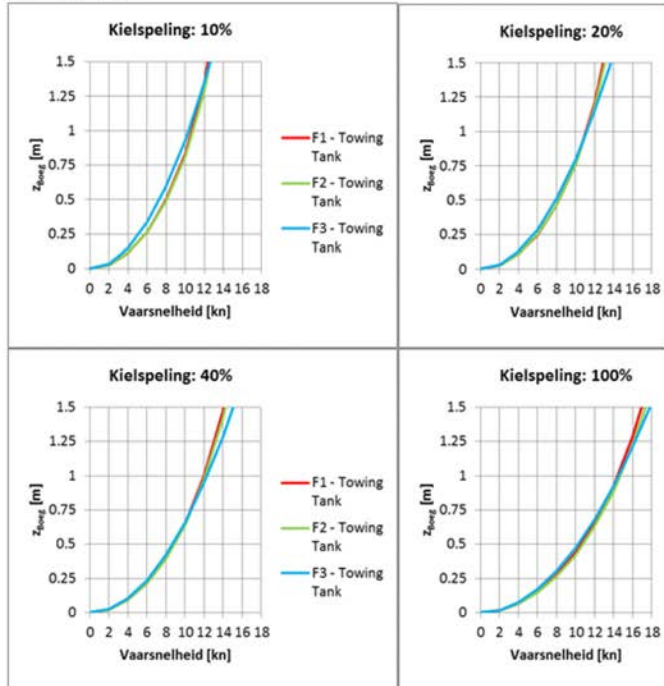 Kielspeling: 10%
1.5
1.25
1
0.75
0.5
0.25
0
z_Boeg [m]
0 2 4 6 8 10 12 14 16 18
Vaarsnelheid [kn]
F1 - Towing
Tank
F2 - Towing
Tank
F3 - Towing
Tank
Kielspeling: 20%
1.5
1.25
1
0.75
0.5
0.25
0
z_Boeg [m]
0 2 4 6 8 10 12 14 16 18
Vaarsnelheid [kn]
Kielspeling: 40%
1.5
1.25
1
0.75
0.5
0.25
0
z_Boeg [m]
0 2 4 6 8 10 12 14 16 18
Vaarsnelheid [kn]
F1 - Towing
Tank
F2 - Towing
Tank
F3 - Towing
Tank
Kielspeling: 100%
1.5
1.25
1
0.75
0.5
0.25
0
z_Boeg [m]
0 2 4 6 8 10 12 14 16 18
Vaarsnelheid [kn]